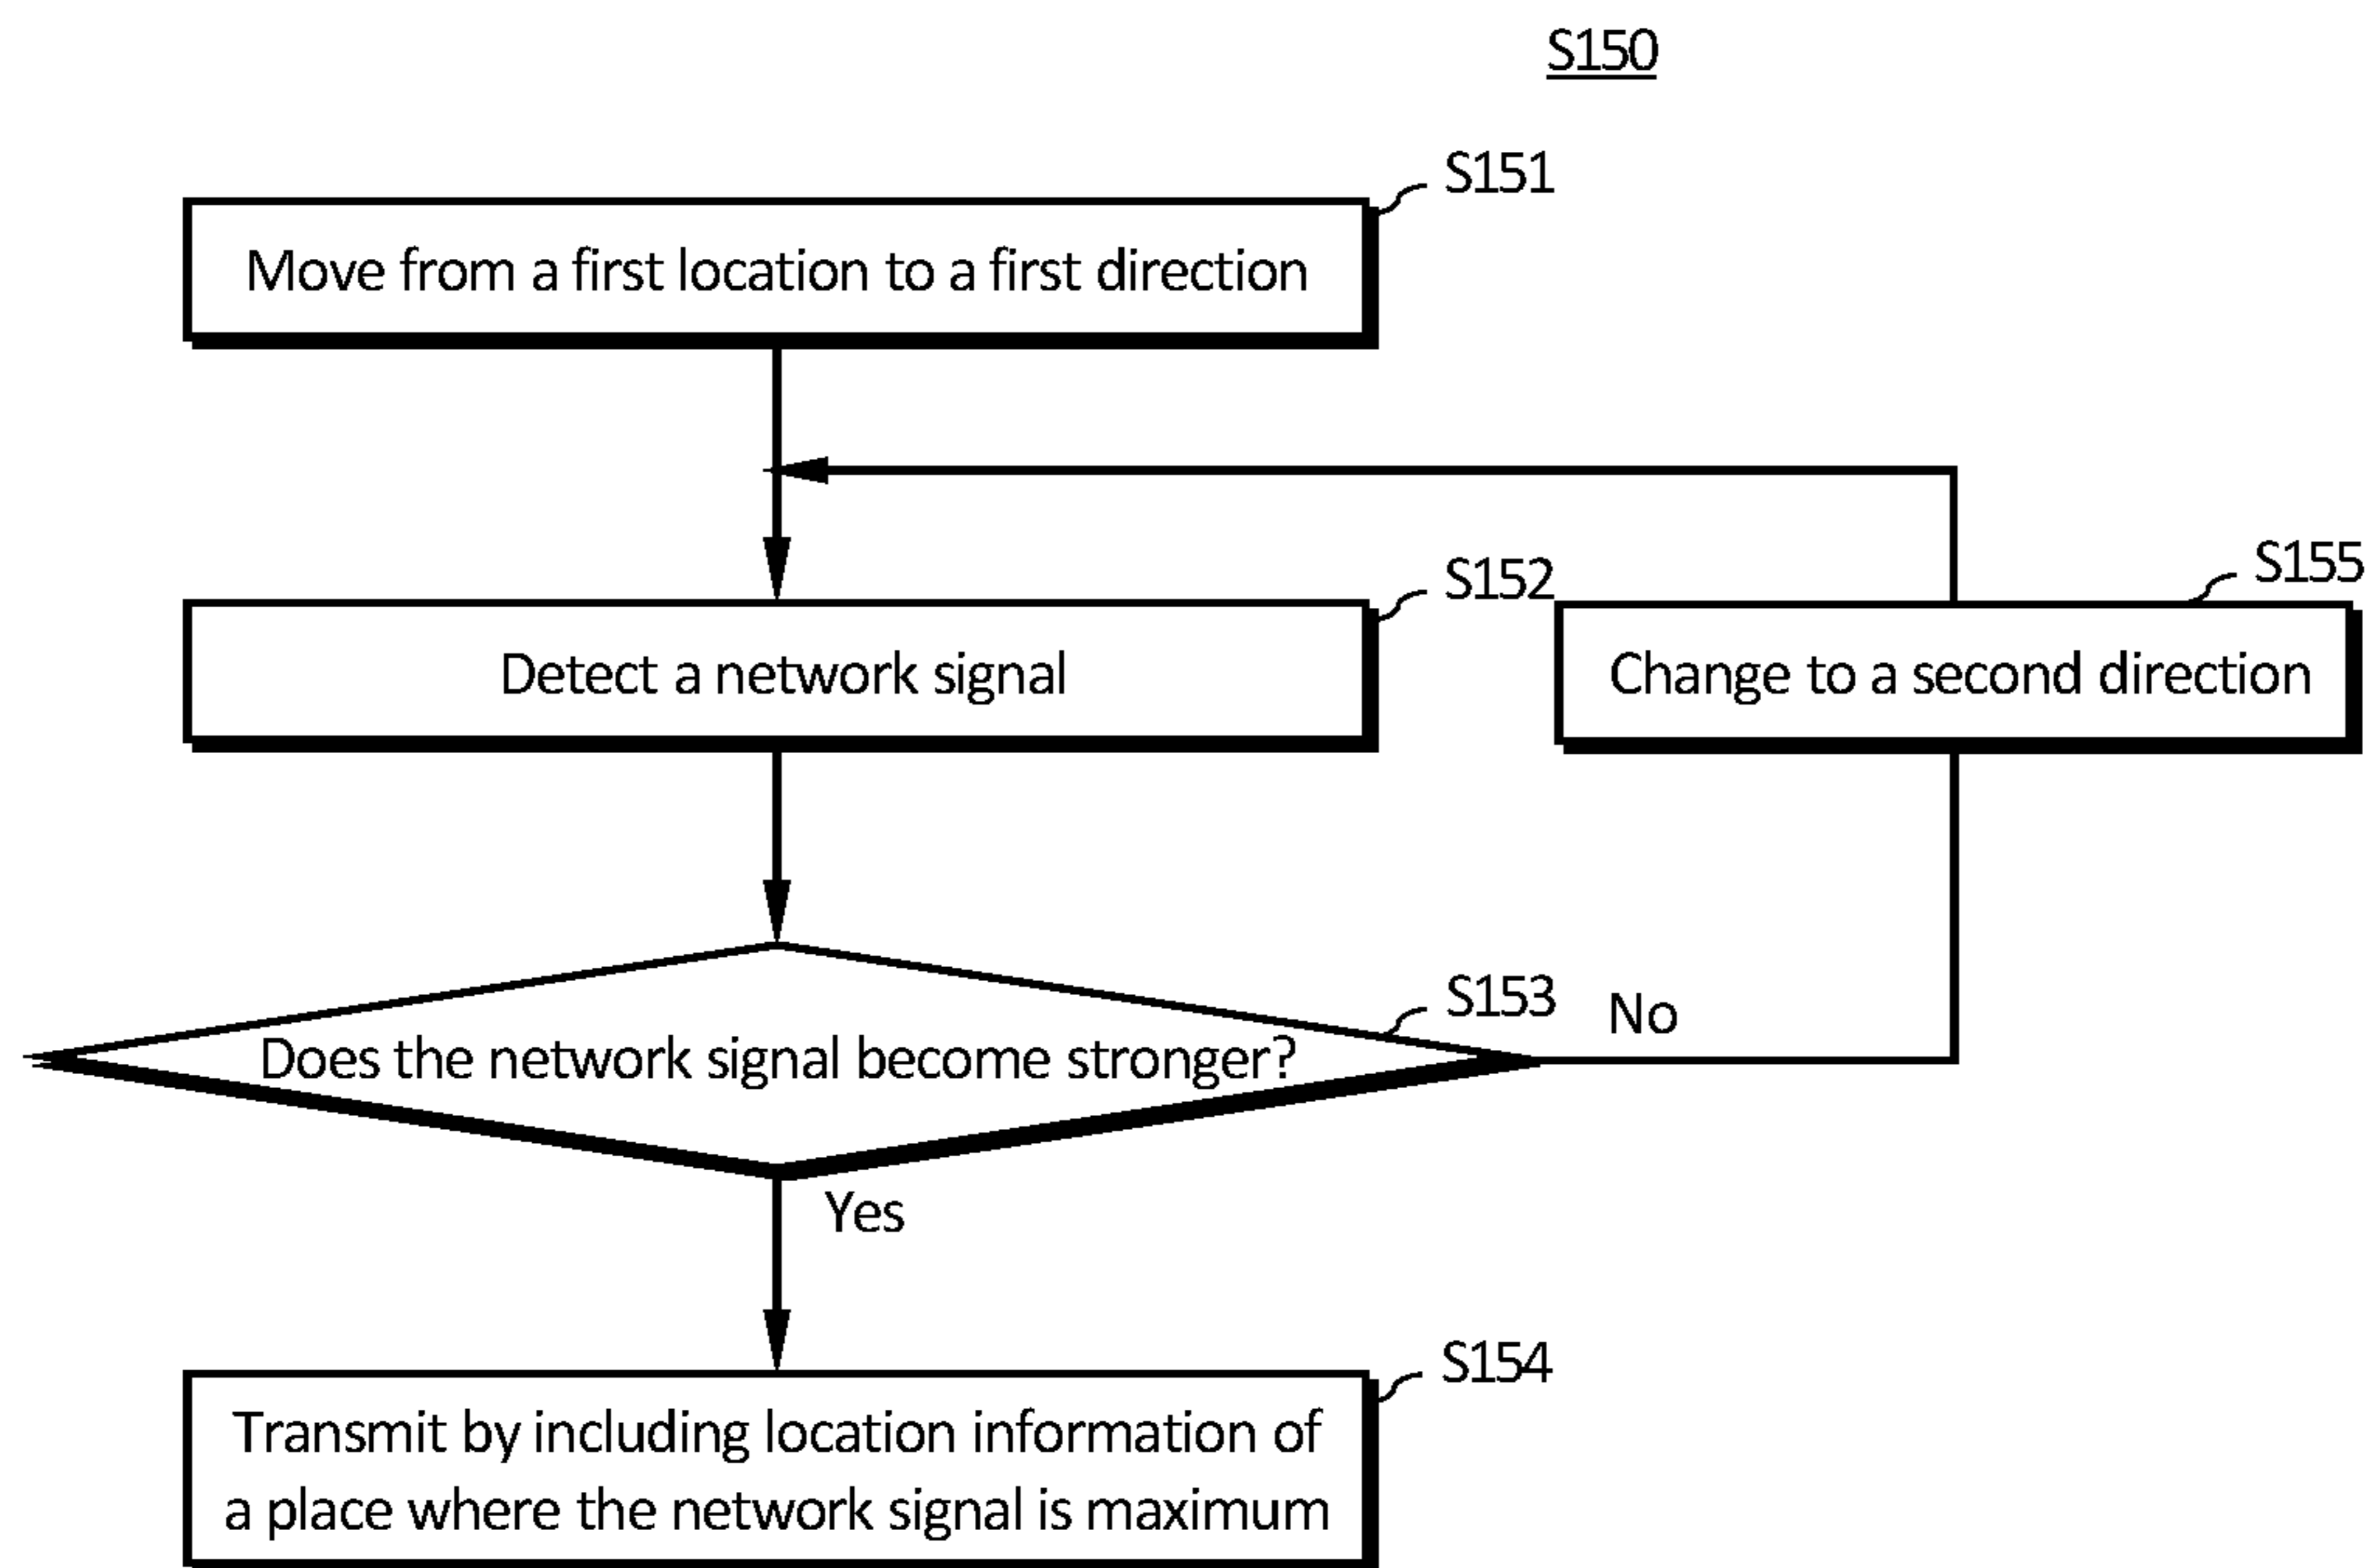 S150
S151
Move from a first location to a first direction
S152
Detect a network signal
S155
Change to a second direction
S153
Does the network signal become stronger?
No
Yes
S154
Transmit by including location information of
a place where the network signal is maximum